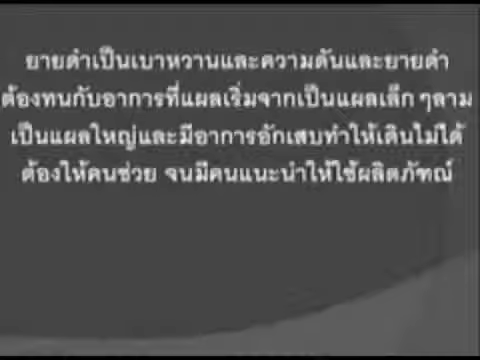 ยายดำเป็นเบาหวานและความดันและยายดำ
ต้องทนกับอาการที่แผลเริ่มจากเป็นแผลเล็กๆลาม
เป็นแผลใหญ่และมีอาการอักเสบทำให้เดินไม่ได้
ต้องให้คนช่วย จนมีคนแนะนำให้ใช้ผลิตภัฑณ์